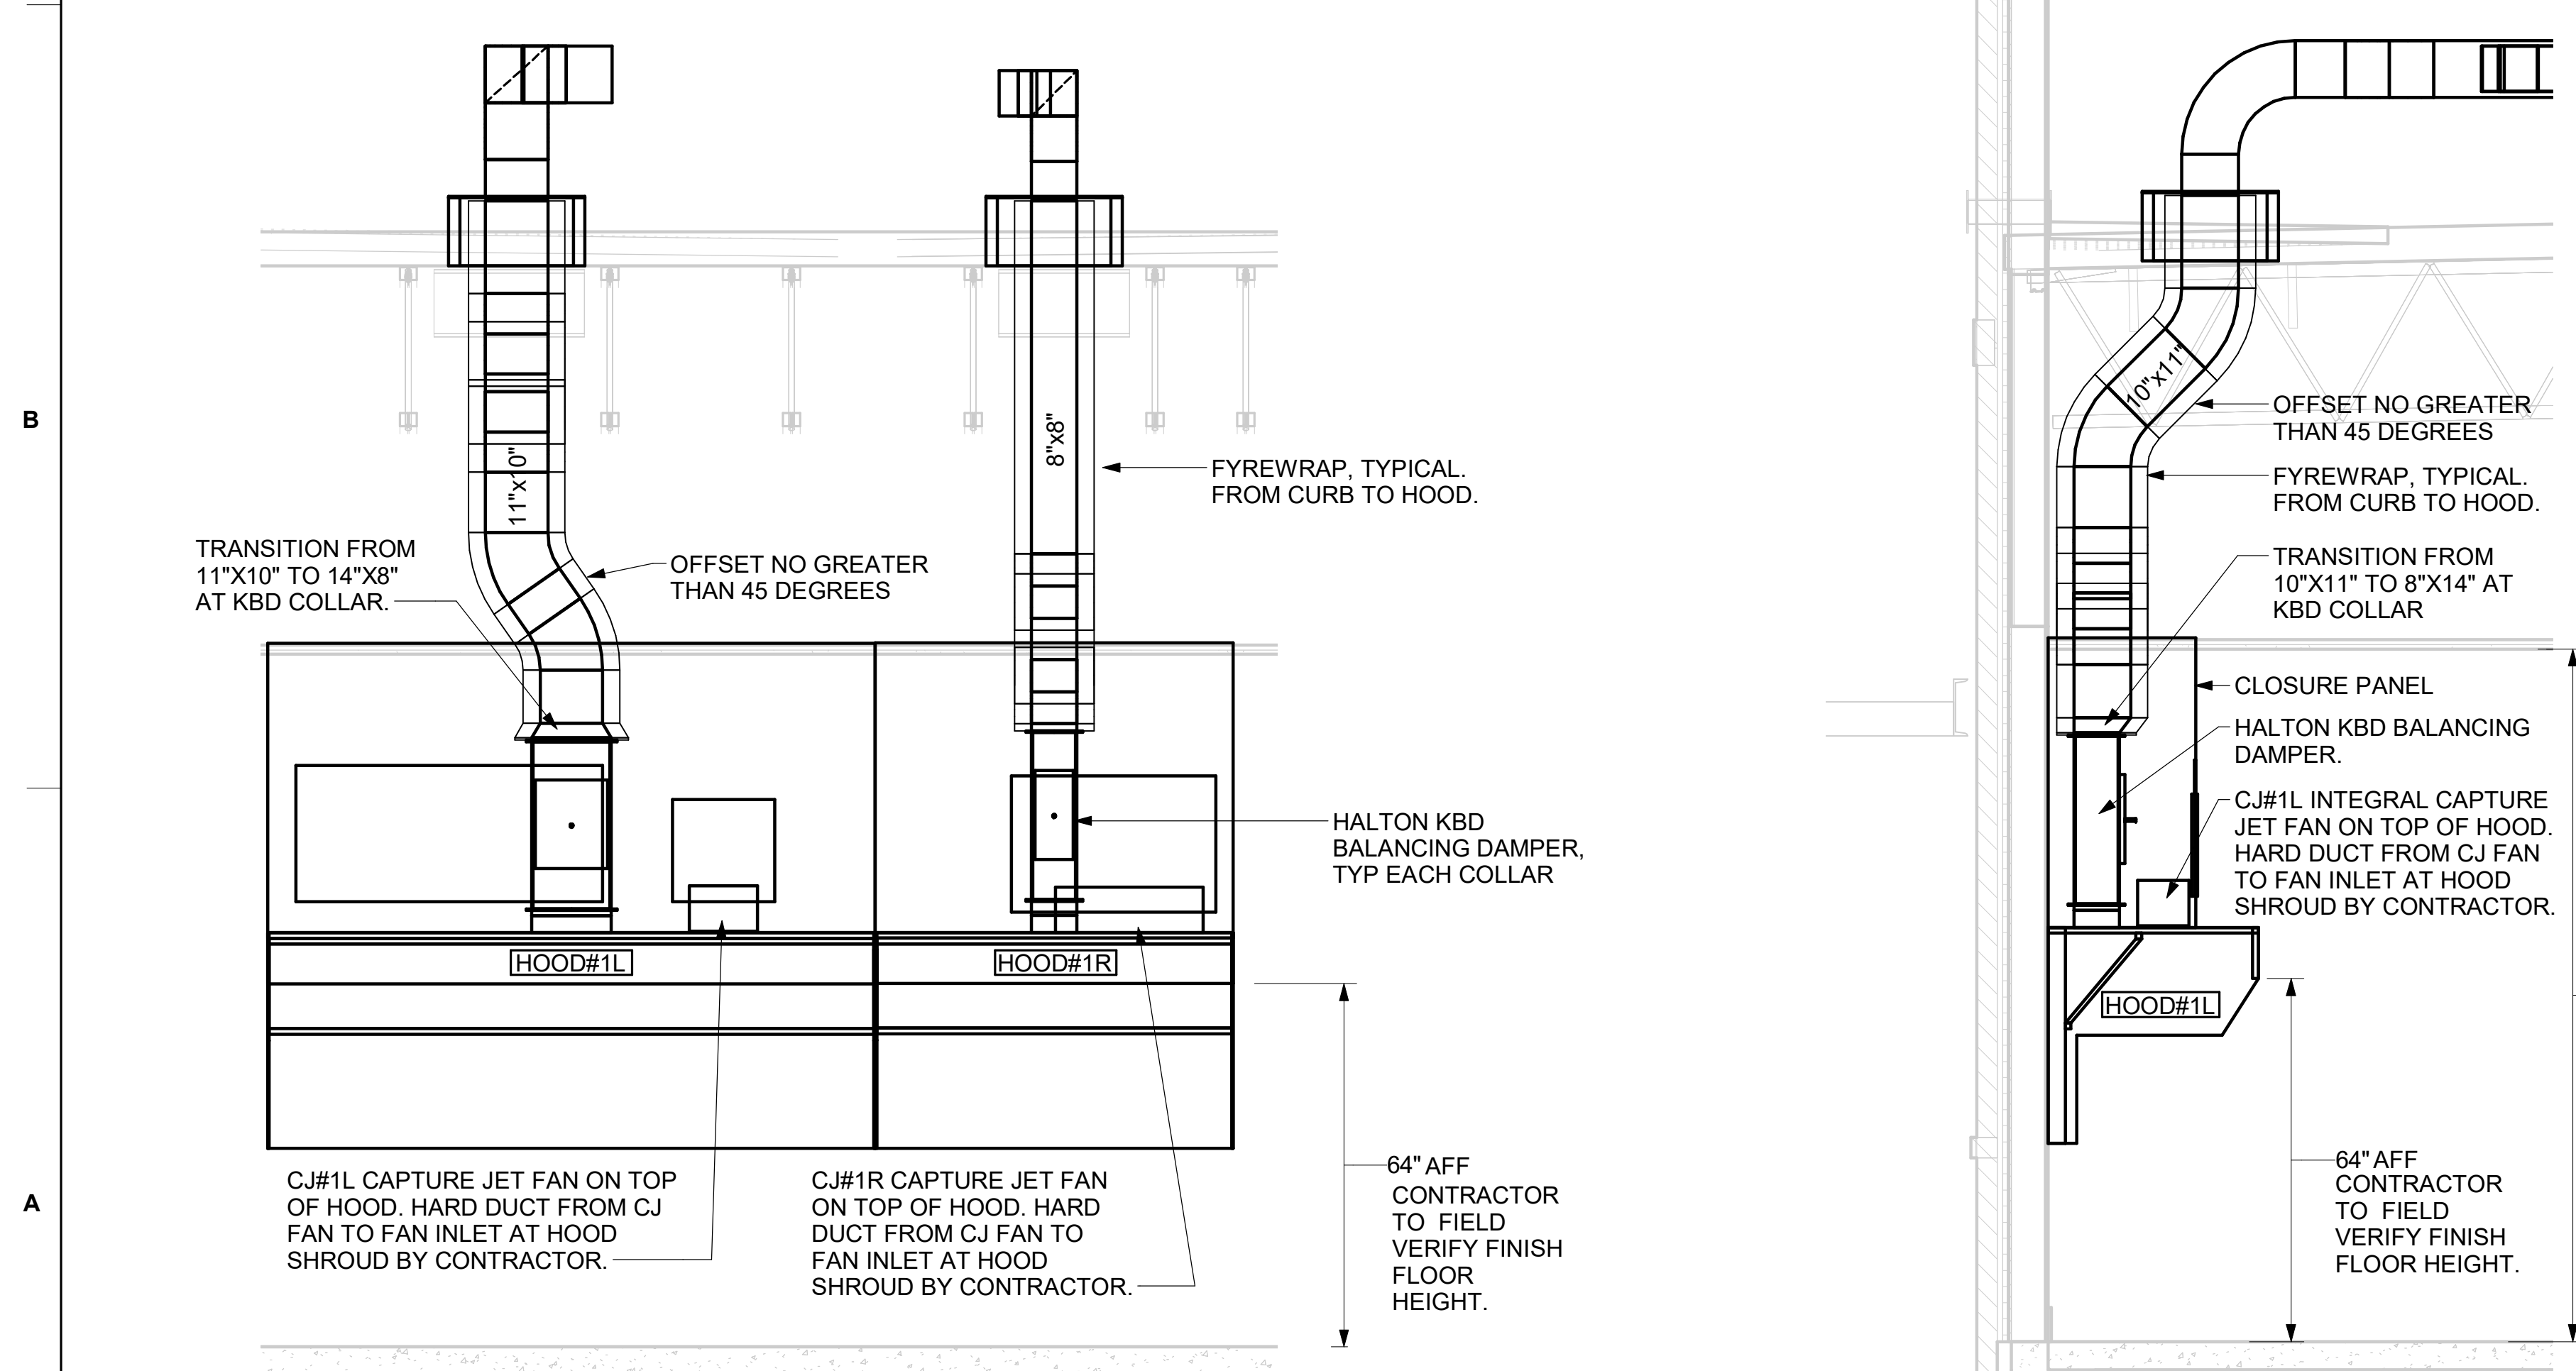 B
A
11"x10"
8"x8"
FYREWRAP, TYPICAL.
FROM CURB TO HOOD.
TRANSITION FROM
11"X10" TO 14"X8"
AT KBD COLLAR.
OFFSET NO GREATER
THAN 45 DEGREES
HALTON KBD
BALANCING DAMPER,
TYP EACH COLLAR
HOOD#1L
HOOD#1R
CJ#1L CAPTURE JET FAN ON TOP
OF HOOD. HARD DUCT FROM CJ
FAN TO FAN INLET AT HOOD
SHROUD BY CONTRACTOR.
CJ#1R CAPTURE JET FAN
ON TOP OF HOOD. HARD
DUCT FROM CJ FAN TO
FAN INLET AT HOOD
SHROUD BY CONTRACTOR.
64" AFF
CONTRACTOR
TO FIELD
VERIFY FINISH
FLOOR
HEIGHT.
10"x11"
OFFSET NO GREATER
THAN 45 DEGREES
FYREWRAP, TYPICAL.
FROM CURB TO HOOD.
TRANSITION FROM
10"X11" TO 8"X14" AT
KBD COLLAR
CLOSURE PANEL
HALTON KBD BALANCING
DAMPER.
CJ#1L INTEGRAL CAPTURE
JET FAN ON TOP OF HOOD.
HARD DUCT FROM CJ FAN
TO FAN INLET AT HOOD
SHROUD BY CONTRACTOR.
HOOD#1L
64" AFF
CONTRACTOR
TO FIELD
VERIFY FINISH
FLOOR HEIGHT.